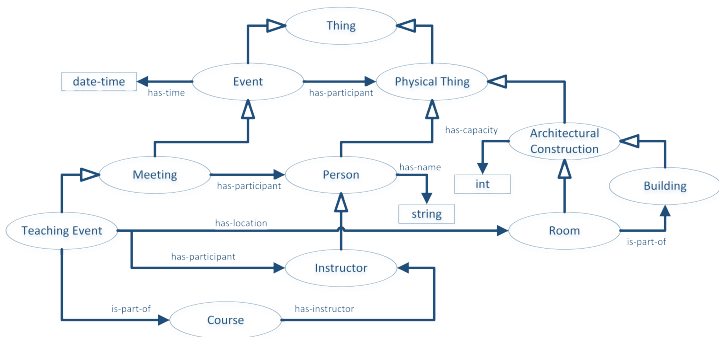 Thing
date-time
Event
Physical Thing
has-time
has-participant
has-capacity
Architectural
Construction
Meeting
has-participant
Person
has-name
int
Building
string
Teaching Event
has-location
Room
is-part-of
has-participant
Instructor
is-part-of
Course
has-instructor